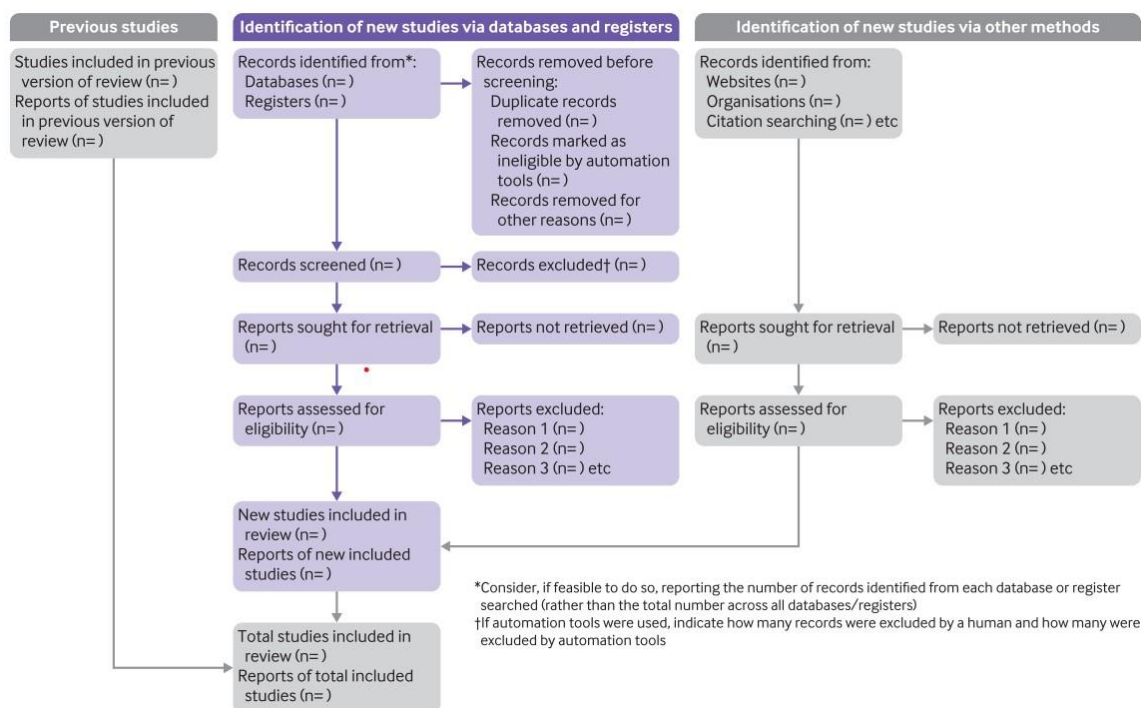 Previous studies
Identification of new studies via databases and registers
Identification of new studies via other methods
Studies included in previous
version of review (n= )
Reports of studies included
in previous version of
review (n= )
Records identified from*:
Databases (n= )
Registers (n= )
Records removed before
screening:
Duplicate records
removed (n= )
Records marked as
ineligible by automation
tools (n= )
Records removed for
other reasons (n= )
Records identified from:
Websites (n= )
Organisations (n= )
Citation searching (n= ) etc
Records screened (n= )
Records excluded† (n= )
Reports sought for retrieval
(n= )
Reports not retrieved (n= )
Reports sought for retrieval
(n= )
Reports not retrieved (n= )
Reports assessed for
eligibility (n= )
Reports excluded:
Reason 1 (n= )
Reason 2 (n= )
Reason 3 (n= ) etc
Reports assessed for
eligibility (n= )
Reports excluded:
Reason 1 (n= )
Reason 2 (n= )
Reason 3 (n= ) etc
New studies included in
review (n= )
Reports of new included
studies (n= )
*Consider, if feasible to do so, reporting the number of records identified from each database or register
searched (rather than the total number across all databases/registers)
†If automation tools were used, indicate how many records were excluded by a human and how many were
excluded by automation tools
Total studies included in
review (n= )
Reports of total included
studies (n= )